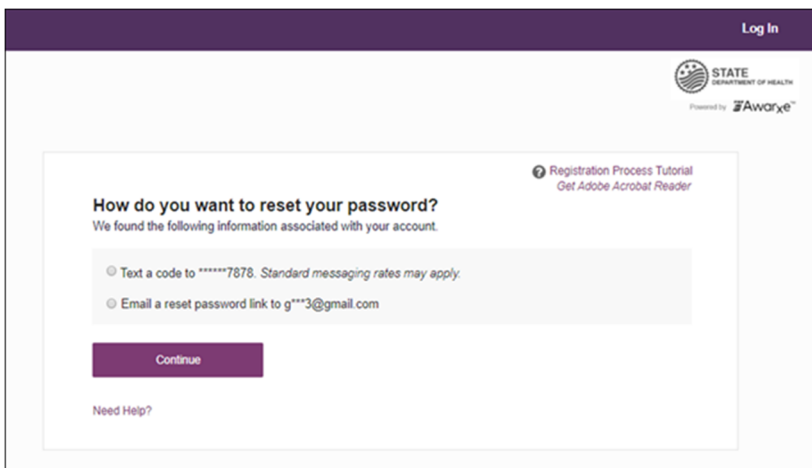 Log In
STATE
DEPARTMENT OF HEALTH
Powered by AWARxE™
Registration Process Tutorial
Get Adobe Acrobat Reader
How do you want to reset your password?
We found the following information associated with your account.
Text a code to ******7878. Standard messaging rates may apply.
Email a reset password link to g***3@gmail.com
Continue
Need Help?